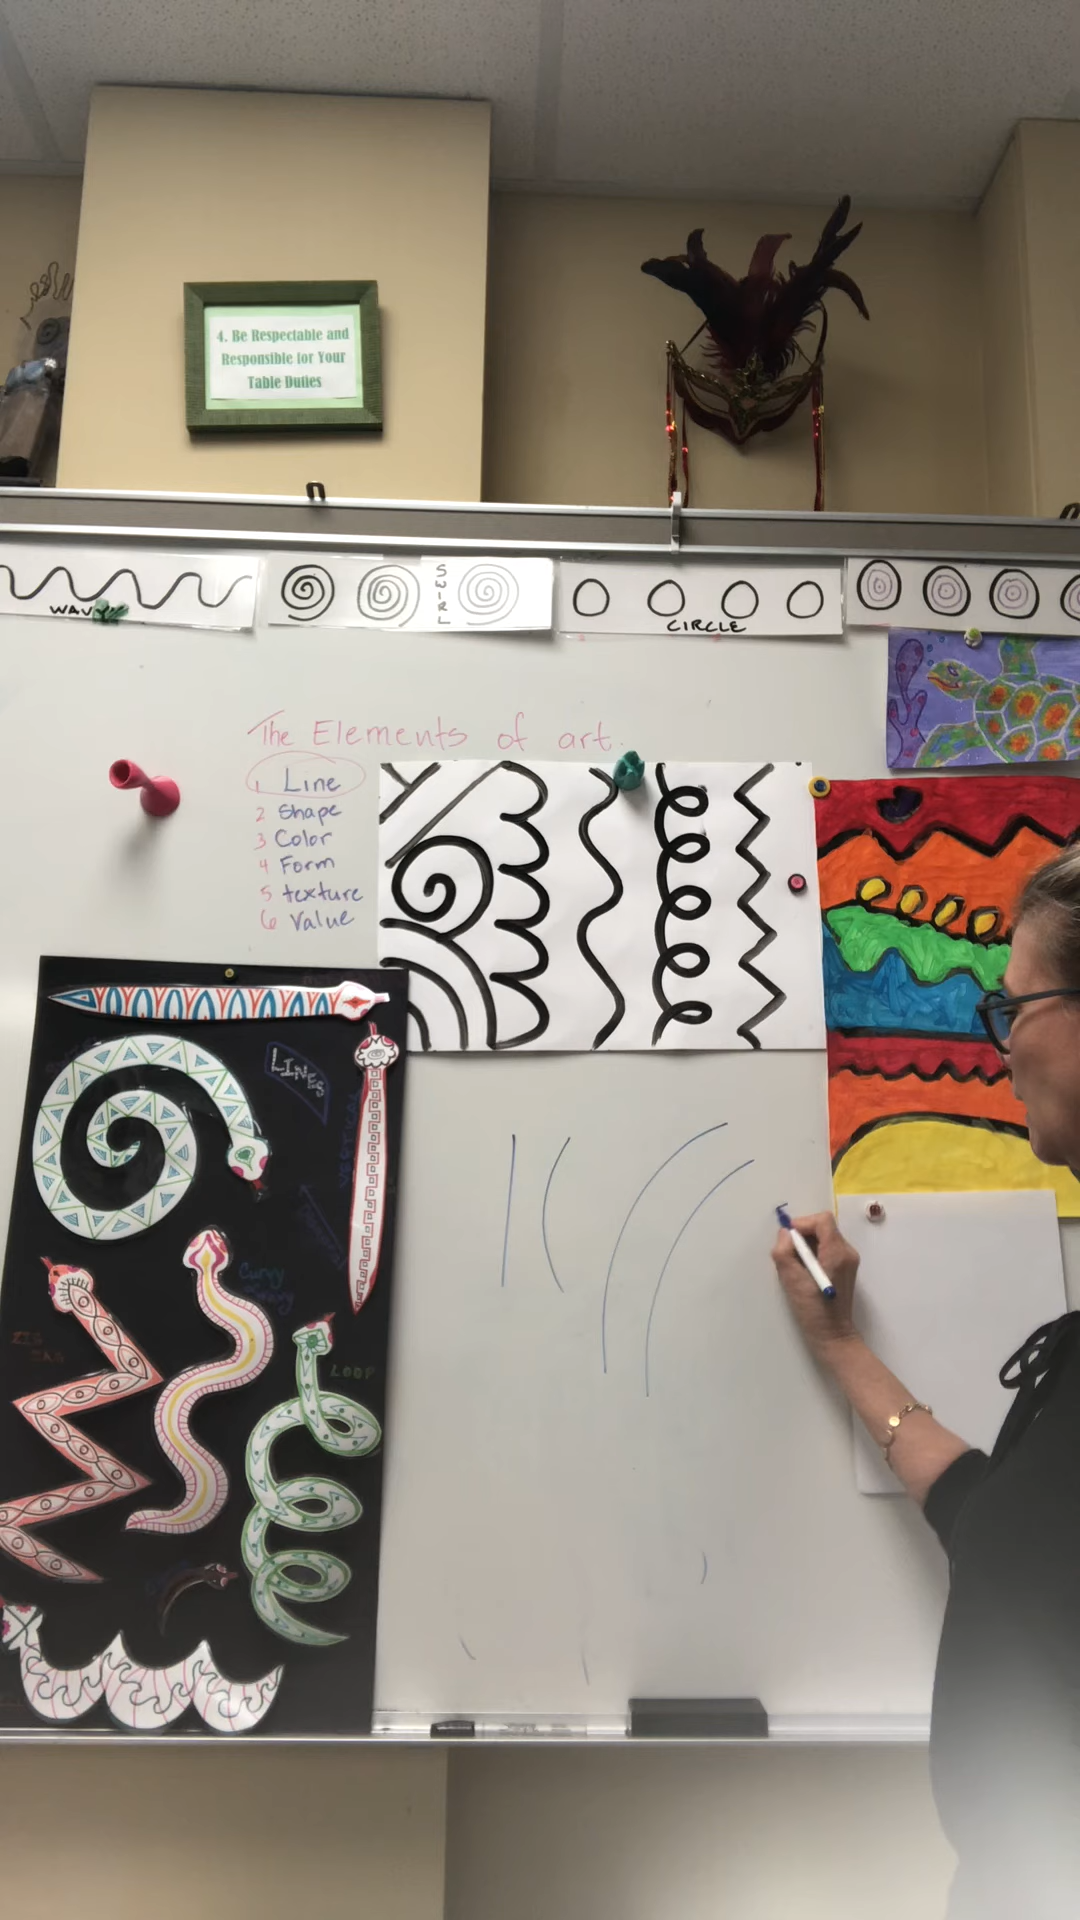 4. Be Respectable and
Responsible for Your
Table Duties
WAVY
SWIRL
CIRCLE
The Elements of art.
1 Line
2 Shape
3 Color
4 Form
5 texture
6 Value
LINES
VERTICAL
Curvy
ZIG
ZAG
LOOP